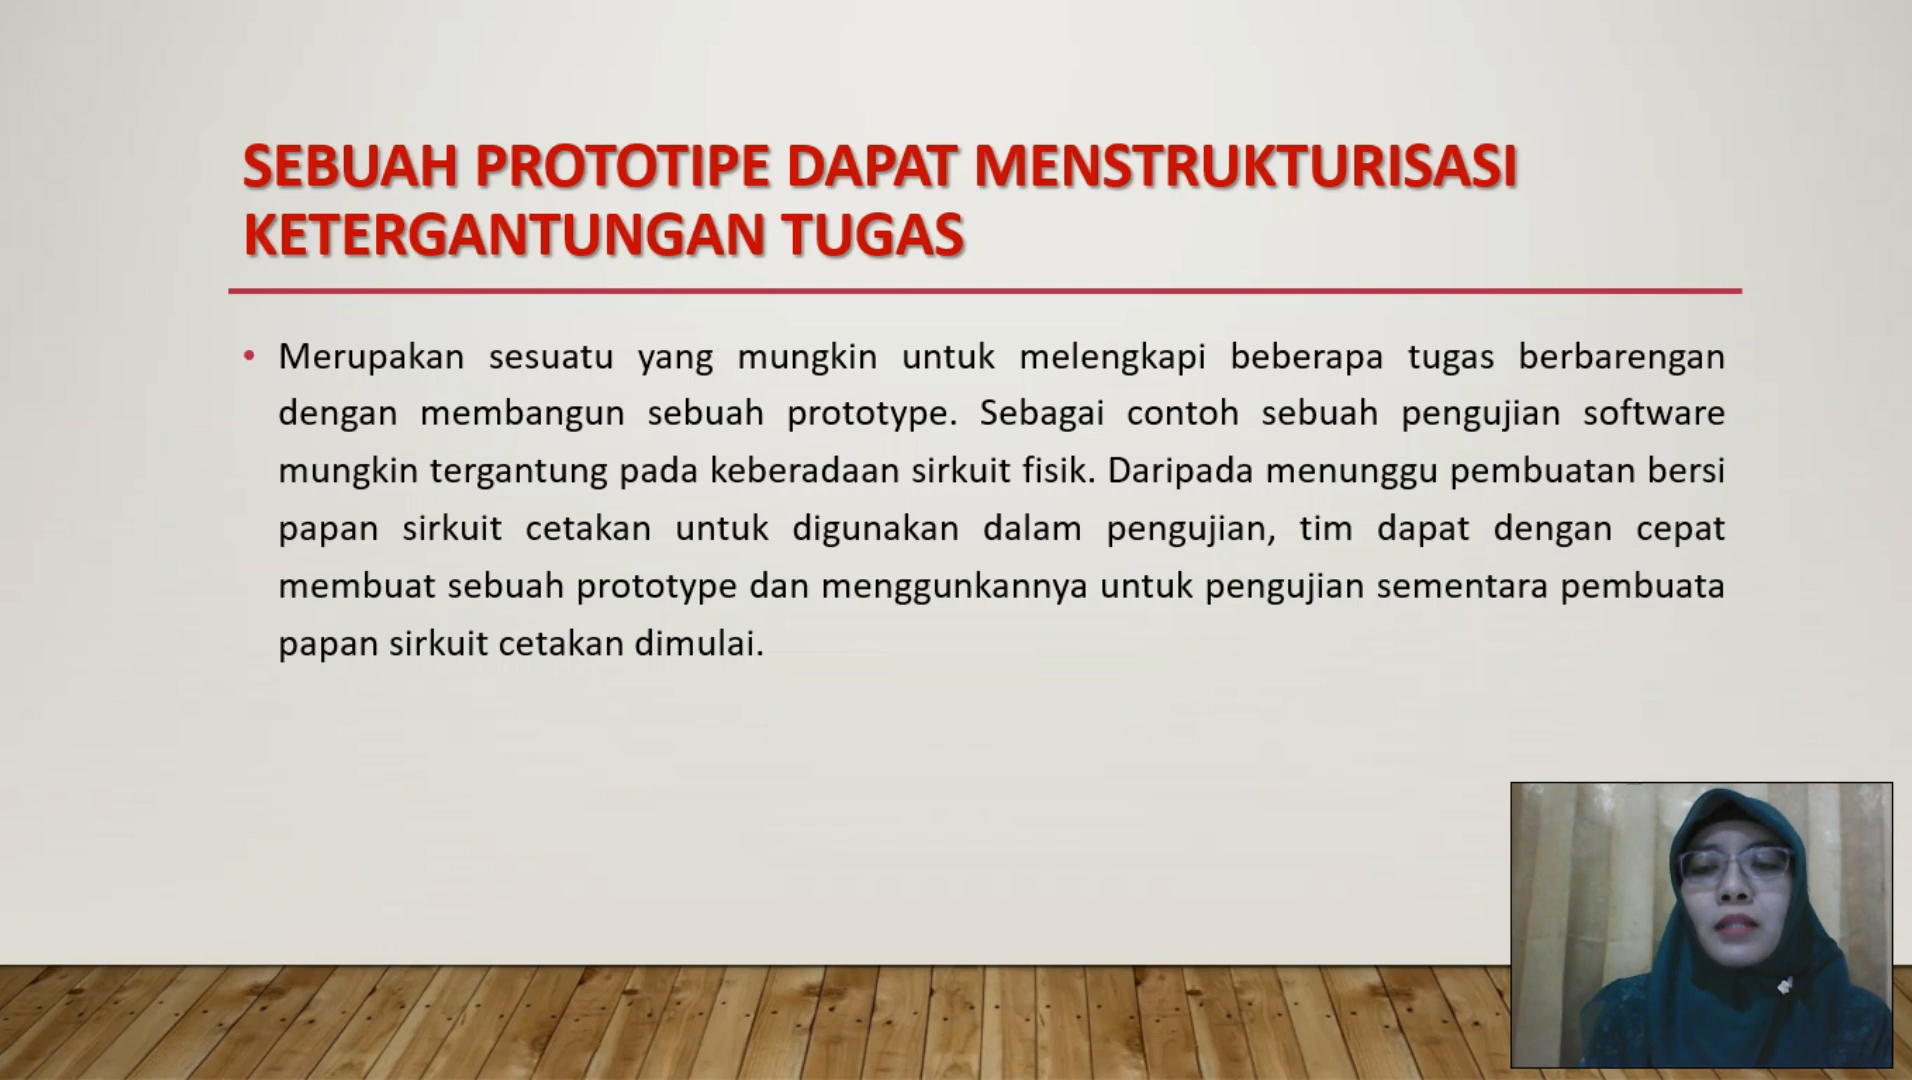 SEBUAH PROTOTIPE DAPAT MENSTRUKTURISASI
KETERGANTUNGAN TUGAS
• Merupakan sesuatu yang mungkin untuk melengkapi beberapa tugas berbarengan
dengan membangun sebuah prototype. Sebagai contoh sebuah pengujian software
mungkin tergantung pada keberadaan sirkuit fisik. Daripada menunggu pembuatan bersi
papan sirkuit cetakan untuk digunakan dalam pengujian, tim dapat dengan cepat
membuat sebuah prototype dan menggunkannya untuk pengujian sementara pembuata
papan sirkuit cetakan dimulai.